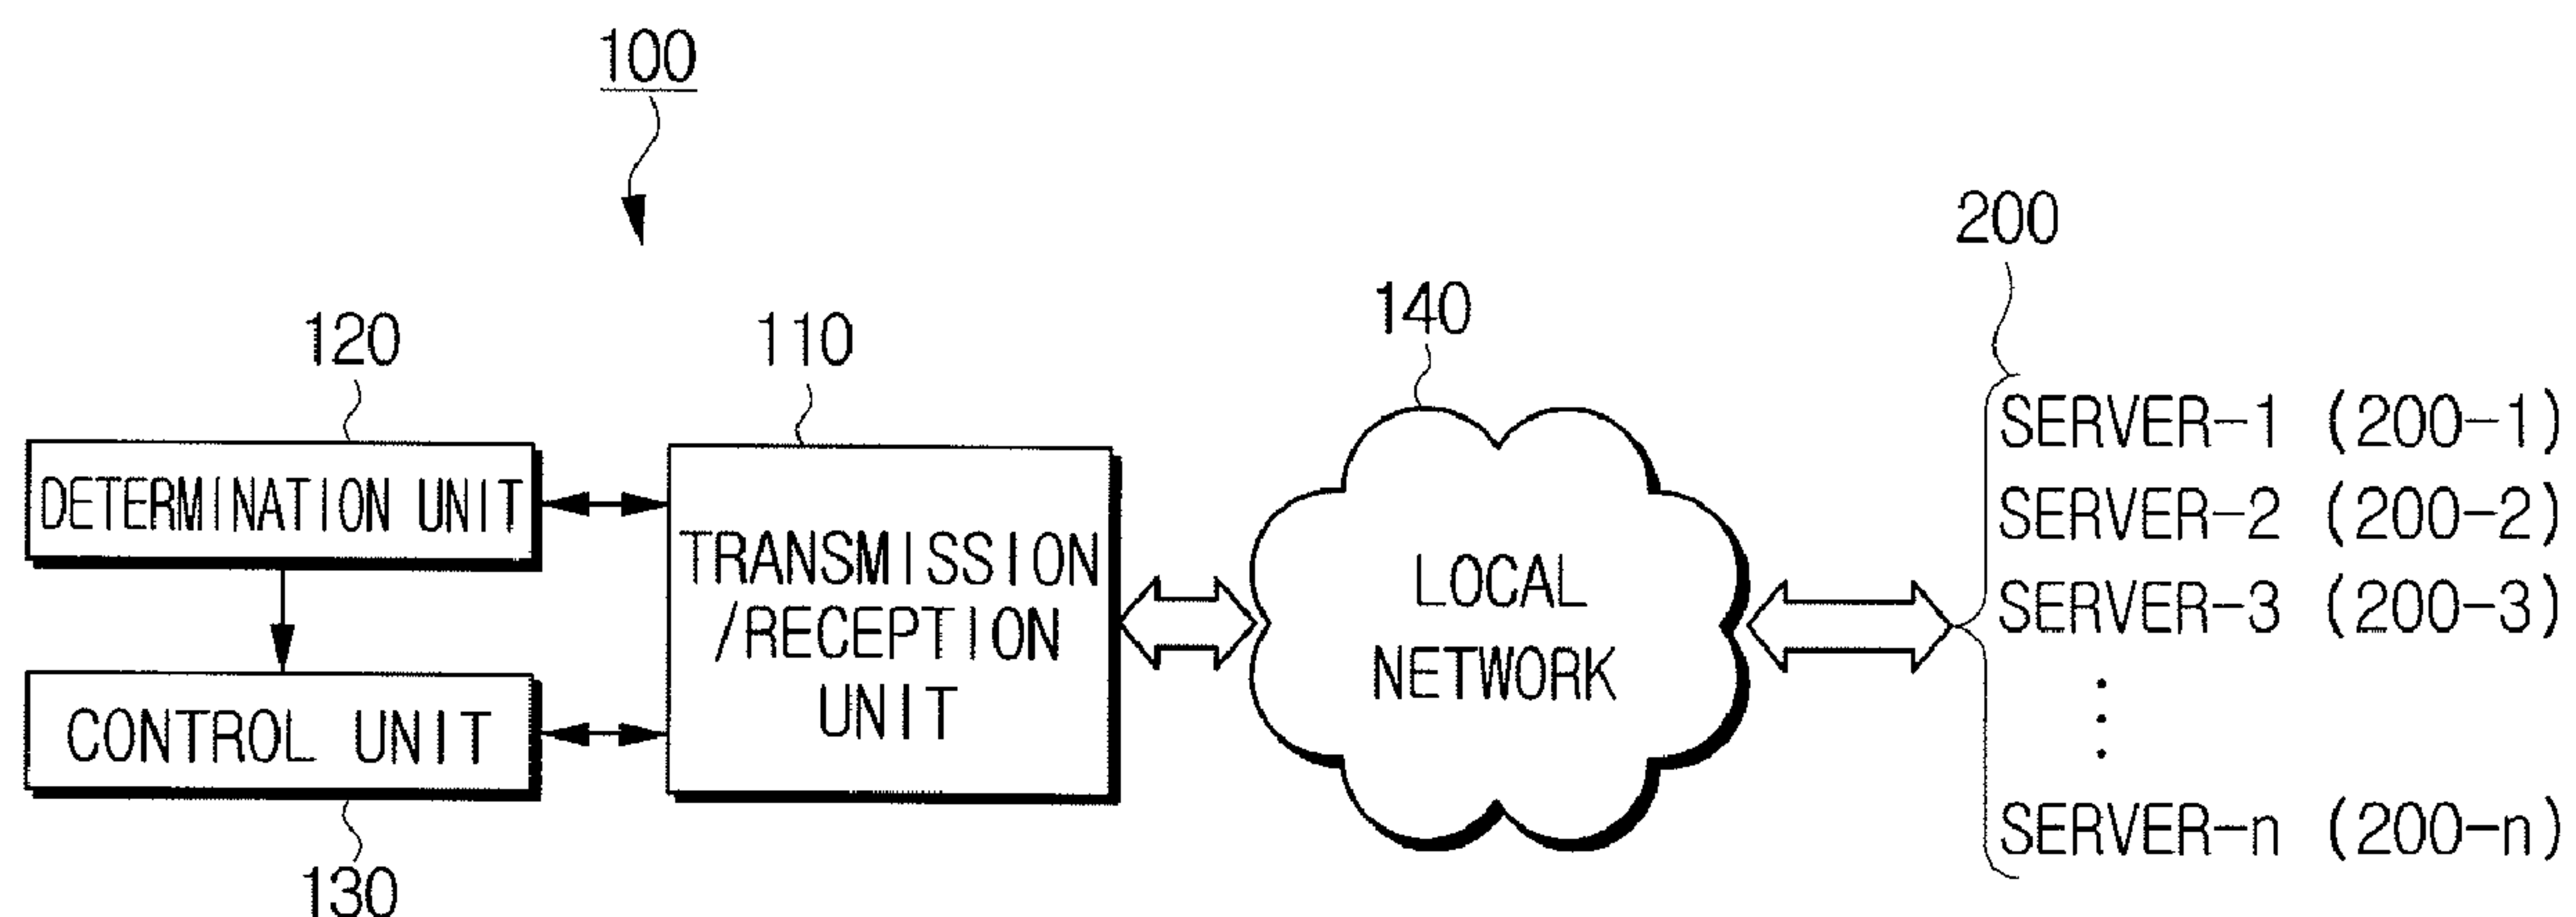 100
200
140
120
110
DETERMINATION UNIT
TRANSMISSION
/RECEPTION
UNIT
CONTROL UNIT
130
LOCAL
NETWORK
SERVER-1 (200-1)
SERVER-2 (200-2)
SERVER-3 (200-3)
SERVER-n (200-n)